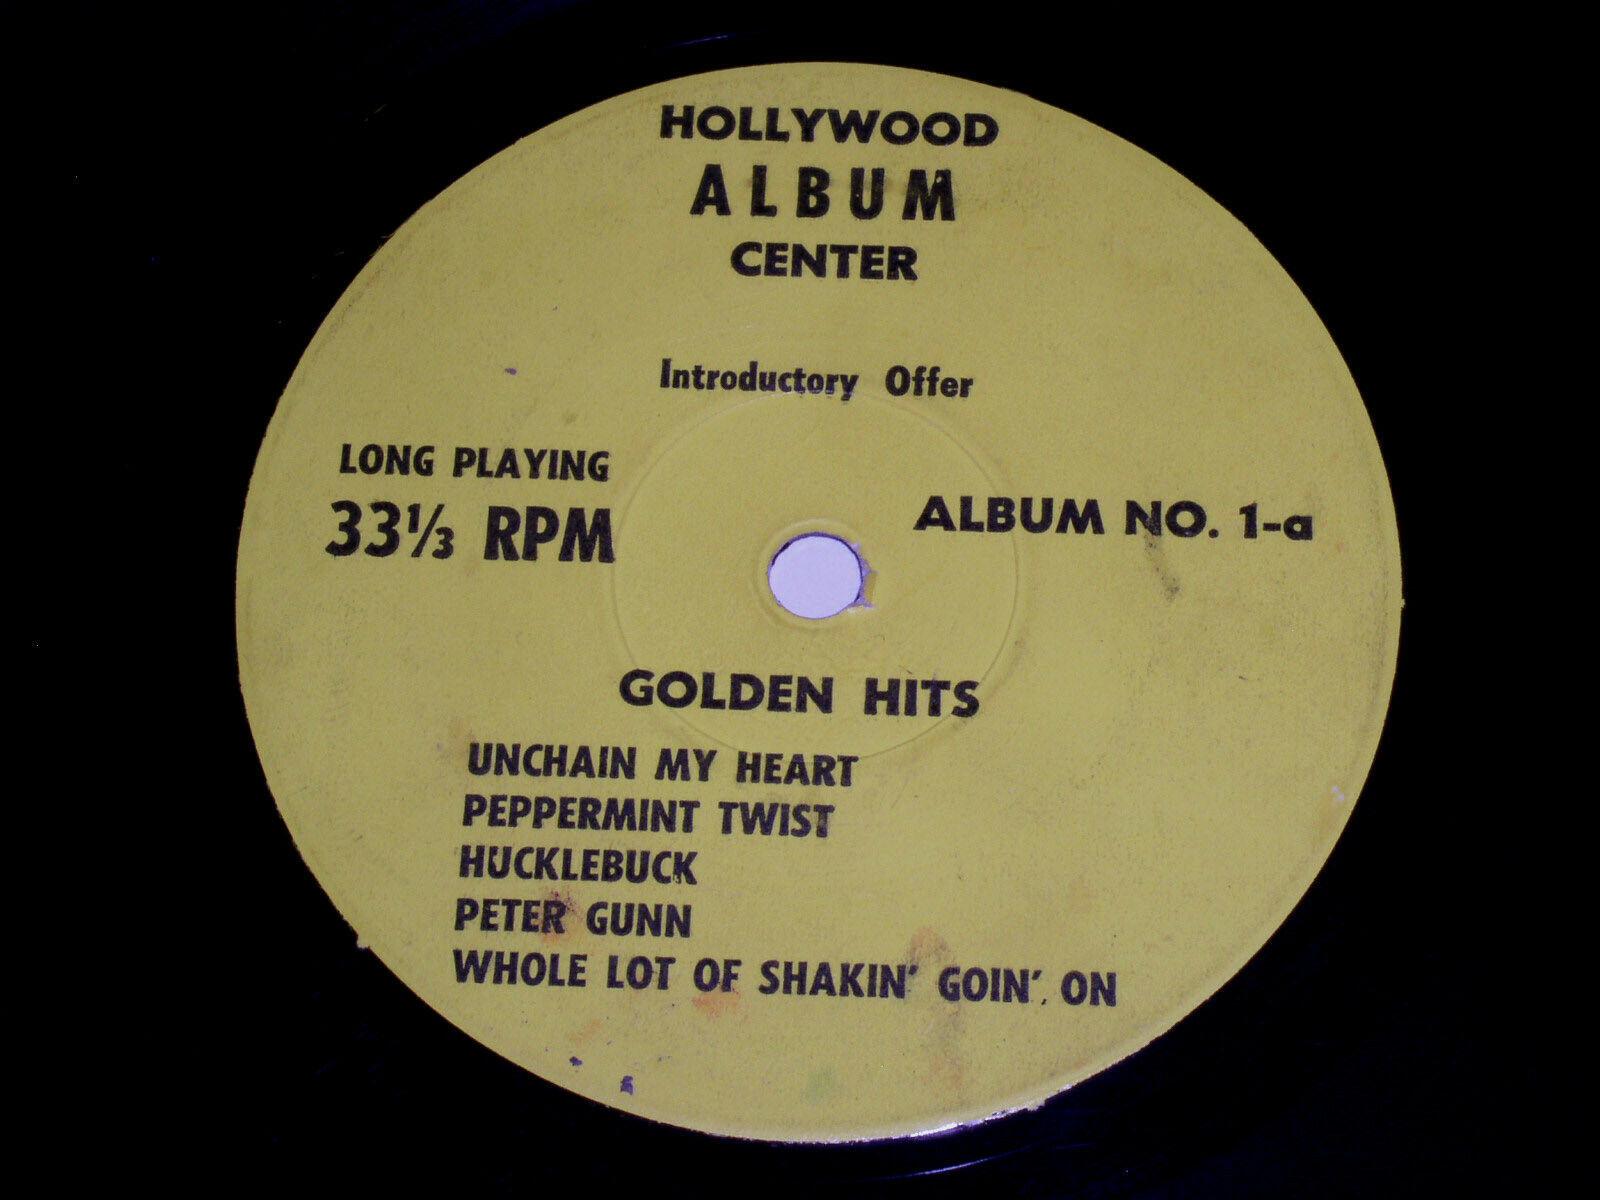 HOLLYWOOD
ALBUM
CENTER
Introductory Offer
LONG PLAYING
33⅓ RPM
ALBUM NO. 1-a
GOLDEN HITS
UNCHAIN MY HEART
PEPPERMINT TWIST
HUCKLEBUCK
PETER GUNN
WHOLE LOT OF SHAKIN' GOIN' ON